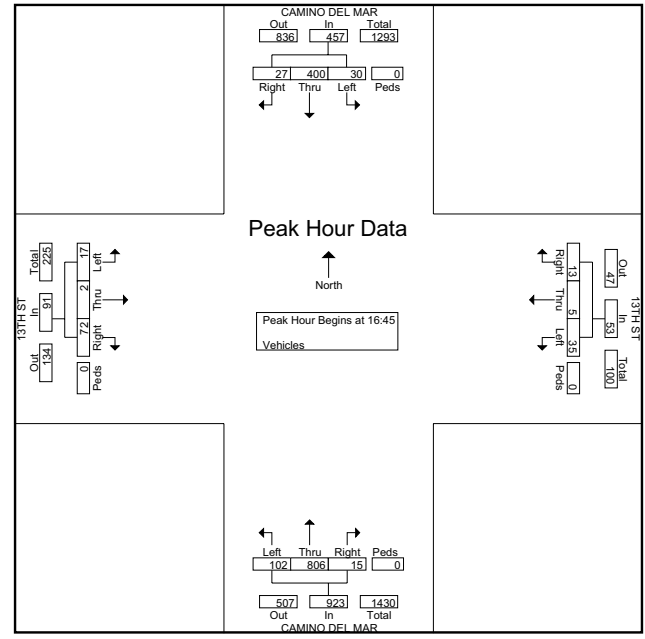 CAMINO DEL MAR
Out In Total
836 457 1293
27 400 30 0
Right Thru Left Peds
Peak Hour Data
North
Peak Hour Begins at 16:45
Vehicles
13TH ST
Out In Total
134 91 225
72 2 17
Right Thru Left
0
Peds
13TH ST
Out In Total
47 53 100
13 5 35 0
Right Thru Left Peds
Left Thru Right Peds
102 806 15 0
507 923 1430
Out In Total
CAMINO DEL MAR